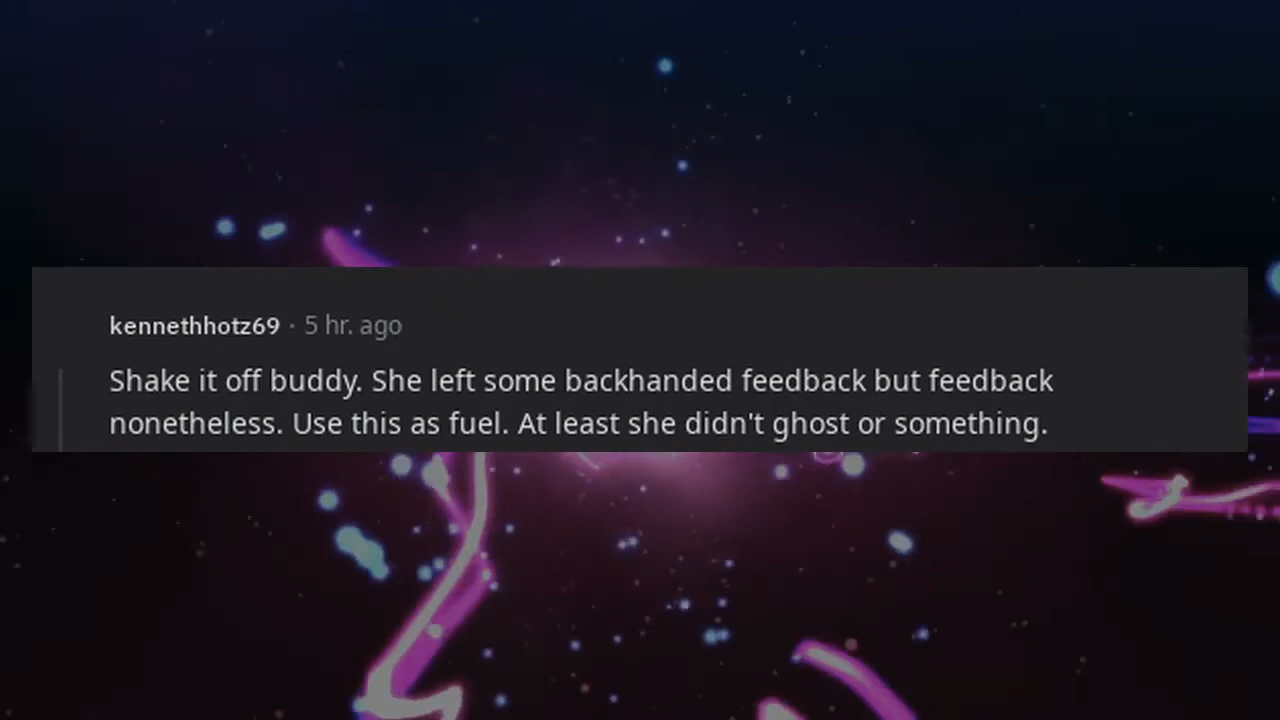 kennethhotz69 · 5 hr. ago
Shake it off buddy. She left some backhanded feedback but feedback
nonetheless. Use this as fuel. At least she didn't ghost or something.